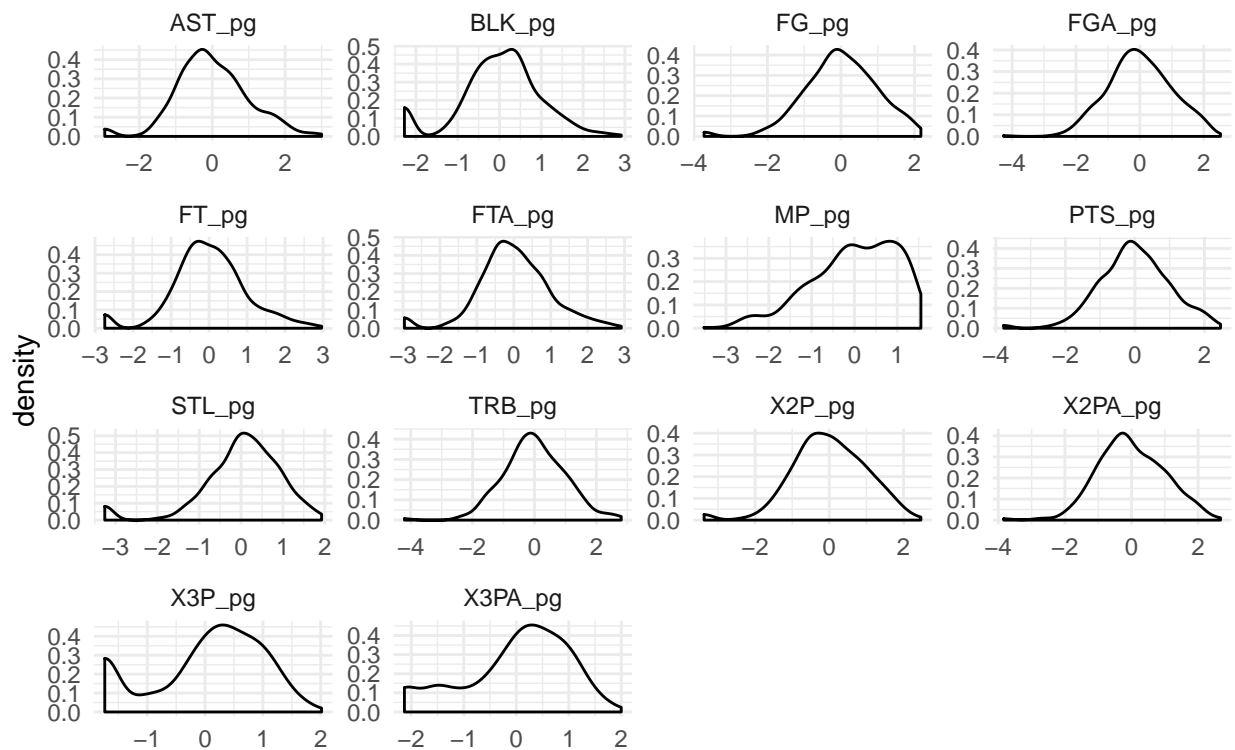 AST_pg BLK_pg FG_pg FGA_pg
0.4 0.3 0.2 0.1 0.0 0.5 0.4 0.3 0.2 0.1 0.0 0.4 0.3 0.2 0.1 0.0 0.4 0.3 0.2 0.1 0.0
−2 0 2 −2 −1 0 1 2 3 −4 −2 0 2 −4 −2 0 2
FT_pg FTA_pg MP_pg PTS_pg
0.4 0.3 0.2 0.1 0.0 0.5 0.4 0.3 0.2 0.1 0.0 0.3 0.2 0.1 0.0 0.4 0.3 0.2 0.1 0.0
−3 −2 −1 0 1 2 3 −3 −2 −1 0 1 2 3 −3 −2 −1 0 1 −4 −2 0 2
density
STL_pg TRB_pg X2P_pg X2PA_pg
0.5 0.4 0.3 0.2 0.1 0.0 0.4 0.3 0.2 0.1 0.0 0.4 0.3 0.2 0.1 0.0 0.4 0.3 0.2 0.1 0.0
−3 −2 −1 0 1 2 −4 −2 0 2 −2 0 2 −4 −2 0 2
X3P_pg X3PA_pg
0.4 0.3 0.2 0.1 0.0 0.4 0.3 0.2 0.1 0.0
−1 0 1 2 −2 −1 0 1 2